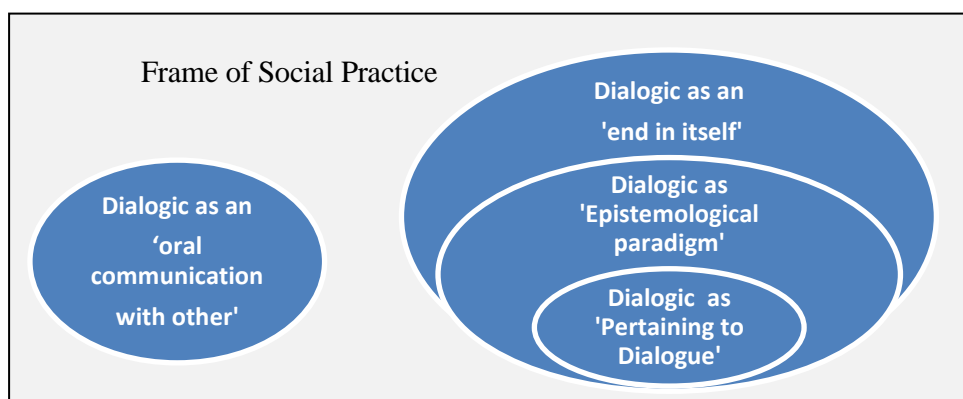 Frame of Social Practice
Dialogic as an
'end in itself'
Dialogic as
'Epistemological
paradigm'
Dialogic as
'Pertaining to
Dialogue'
Dialogic as an
‘oral
communication
with other'